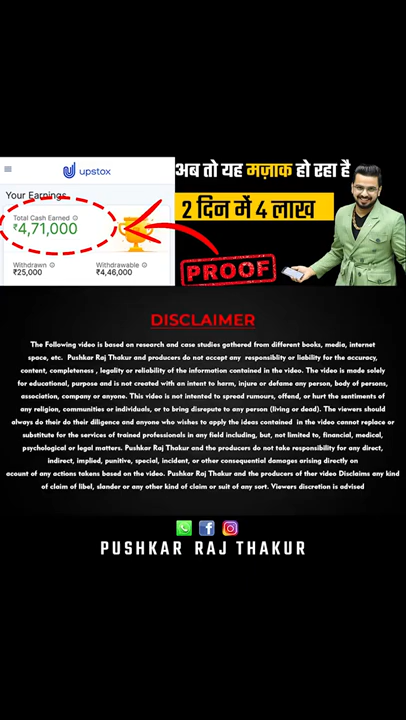 upstox
अब तो यह मज़ाक हो रहा है
Your Earnings
2 दिन में 4 लाख
Total Cash Earned
₹4,71,000
PROOF
Withdrawn
Withdrawable
₹25,000
₹4,46,000
DISCLAIMER
The Following video is based on research and case studies gathered from different books, media, internet
space, etc. Pushkar Raj Thakur and producers do not accept any responsiblity or liability for the accuracy,
content, completeness , legality or reliability of the information contained in the video. The video is made solely
for educational, purpose and is not created with an intent to harm, injure or defame any person, body of persons,
association, company or anyone. This video is not intented to spread rumours, offend, or hurt the sentiments of
any religion, communities or individuals, or to bring disrepute to any person (living or dead). The viewers should
always do their do their diligence and anyone who wishes to apply the ideas contained in the video cannot replace or
substitute for the services of trained professionals in any field including, but, not limited to, financial, medical,
psychological or legal matters. Pushkar Raj Thakur and the producers do not take responsibility for any direct,
indirect, implied, punitive, special, incident, or other consequential damages arising directly on
acount of any actions taken based on the video. Pushkar Raj Thakur and the producers of ther video Disclaims any kind
of claim of libel, slander or any other kind of claim or suit of any sort. Viewers discretion is advised
PUSHKAR RAJ THAKUR